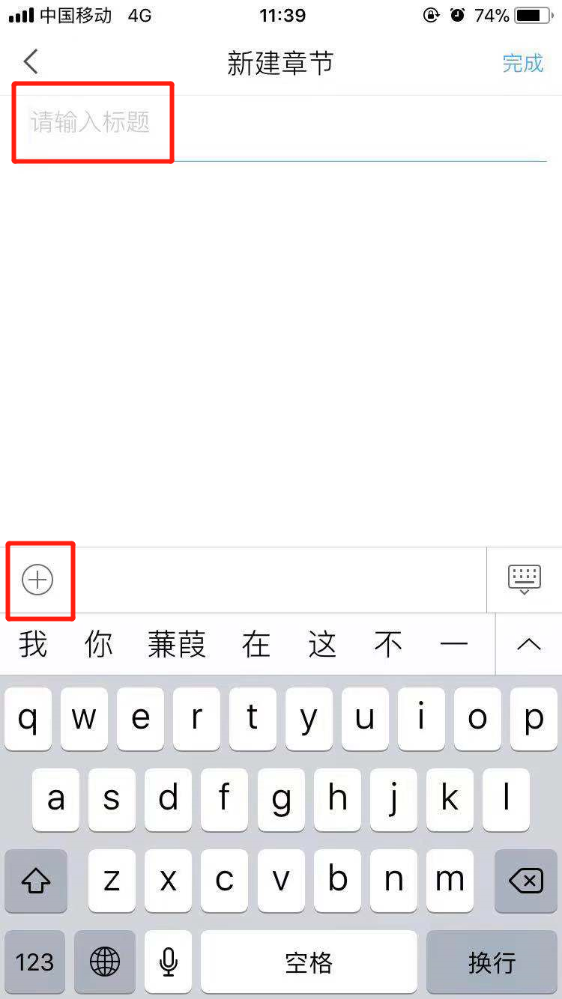 中国移动 4G 11:39 74%
新建章节 完成
请输入标题
我 你 蒹葭 在 这 不 一
q w e r t y u i o p
a s d f g h j k l
z x c v b n m
123 空格 换行